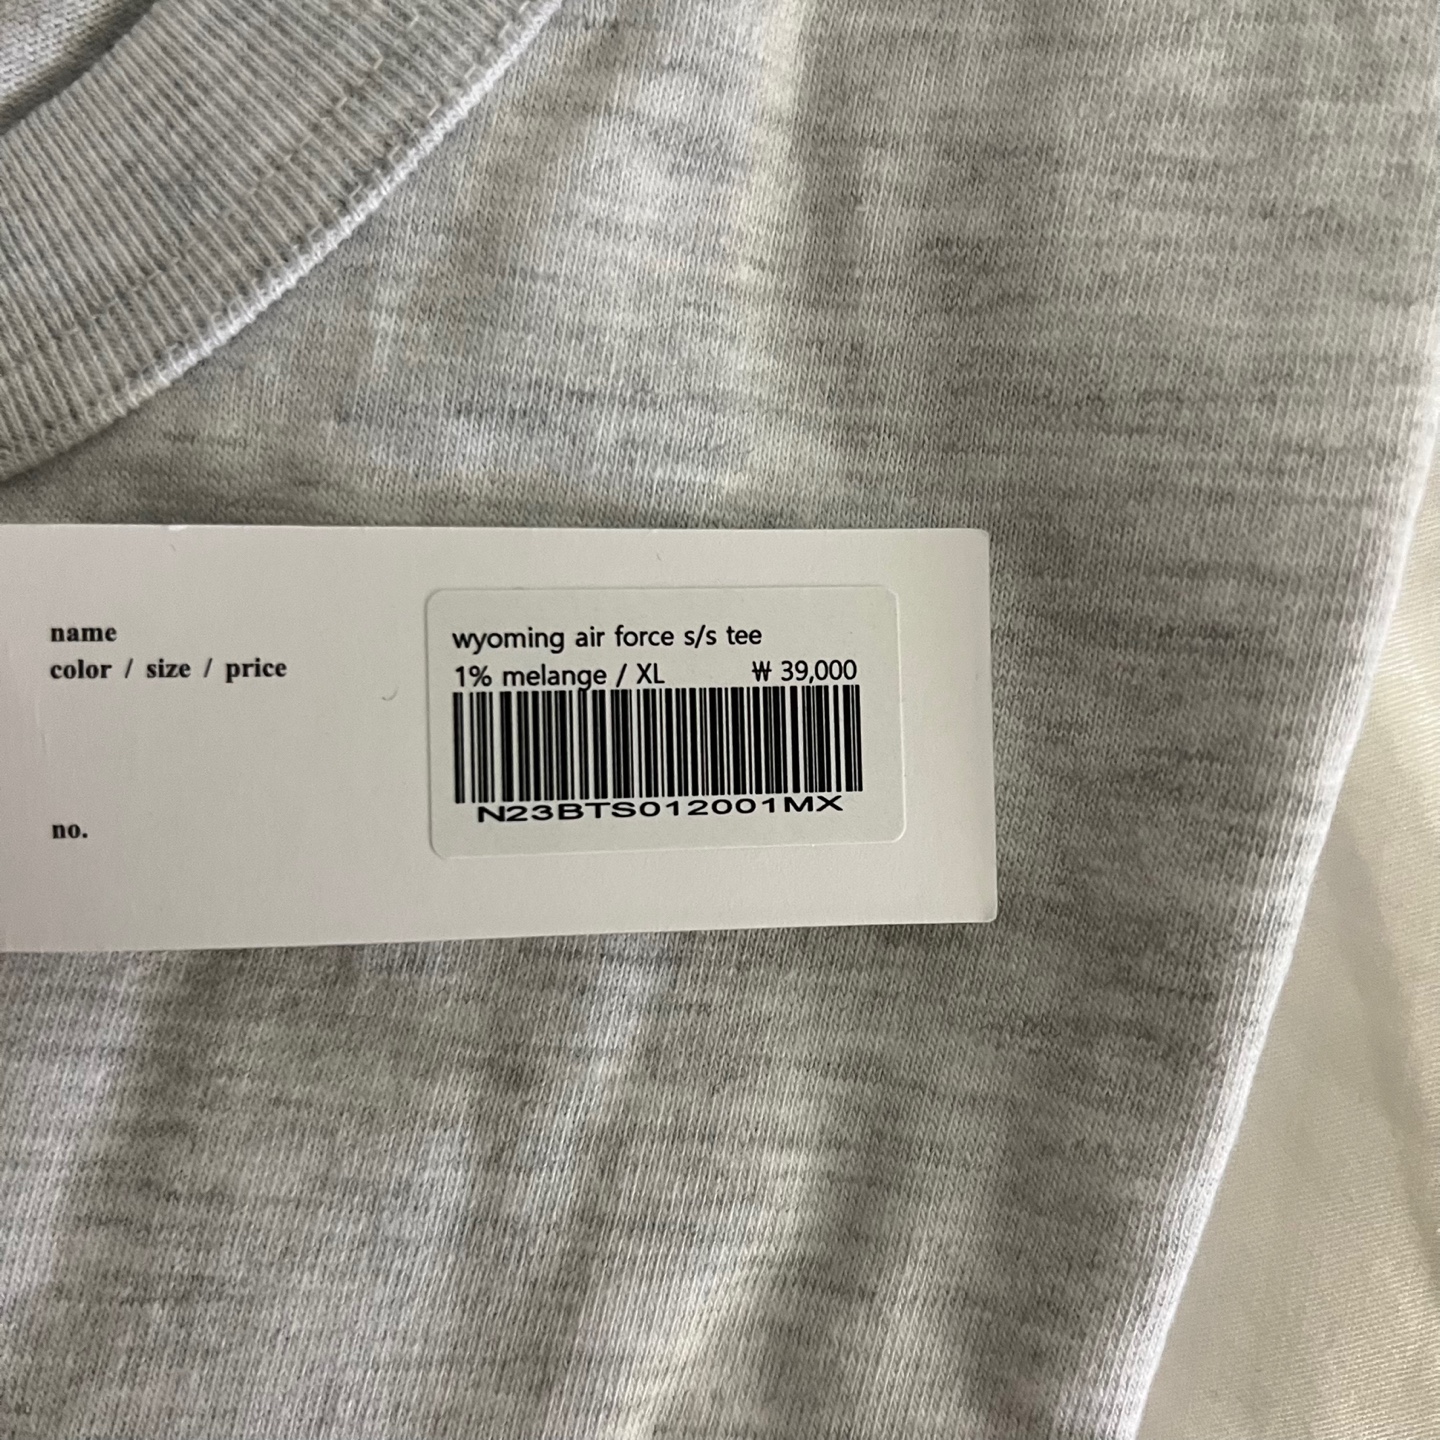 name
color / size / price
no.
wyoming air force s/s tee
1% melange / XL ₩ 39,000
N23BTS012001MX